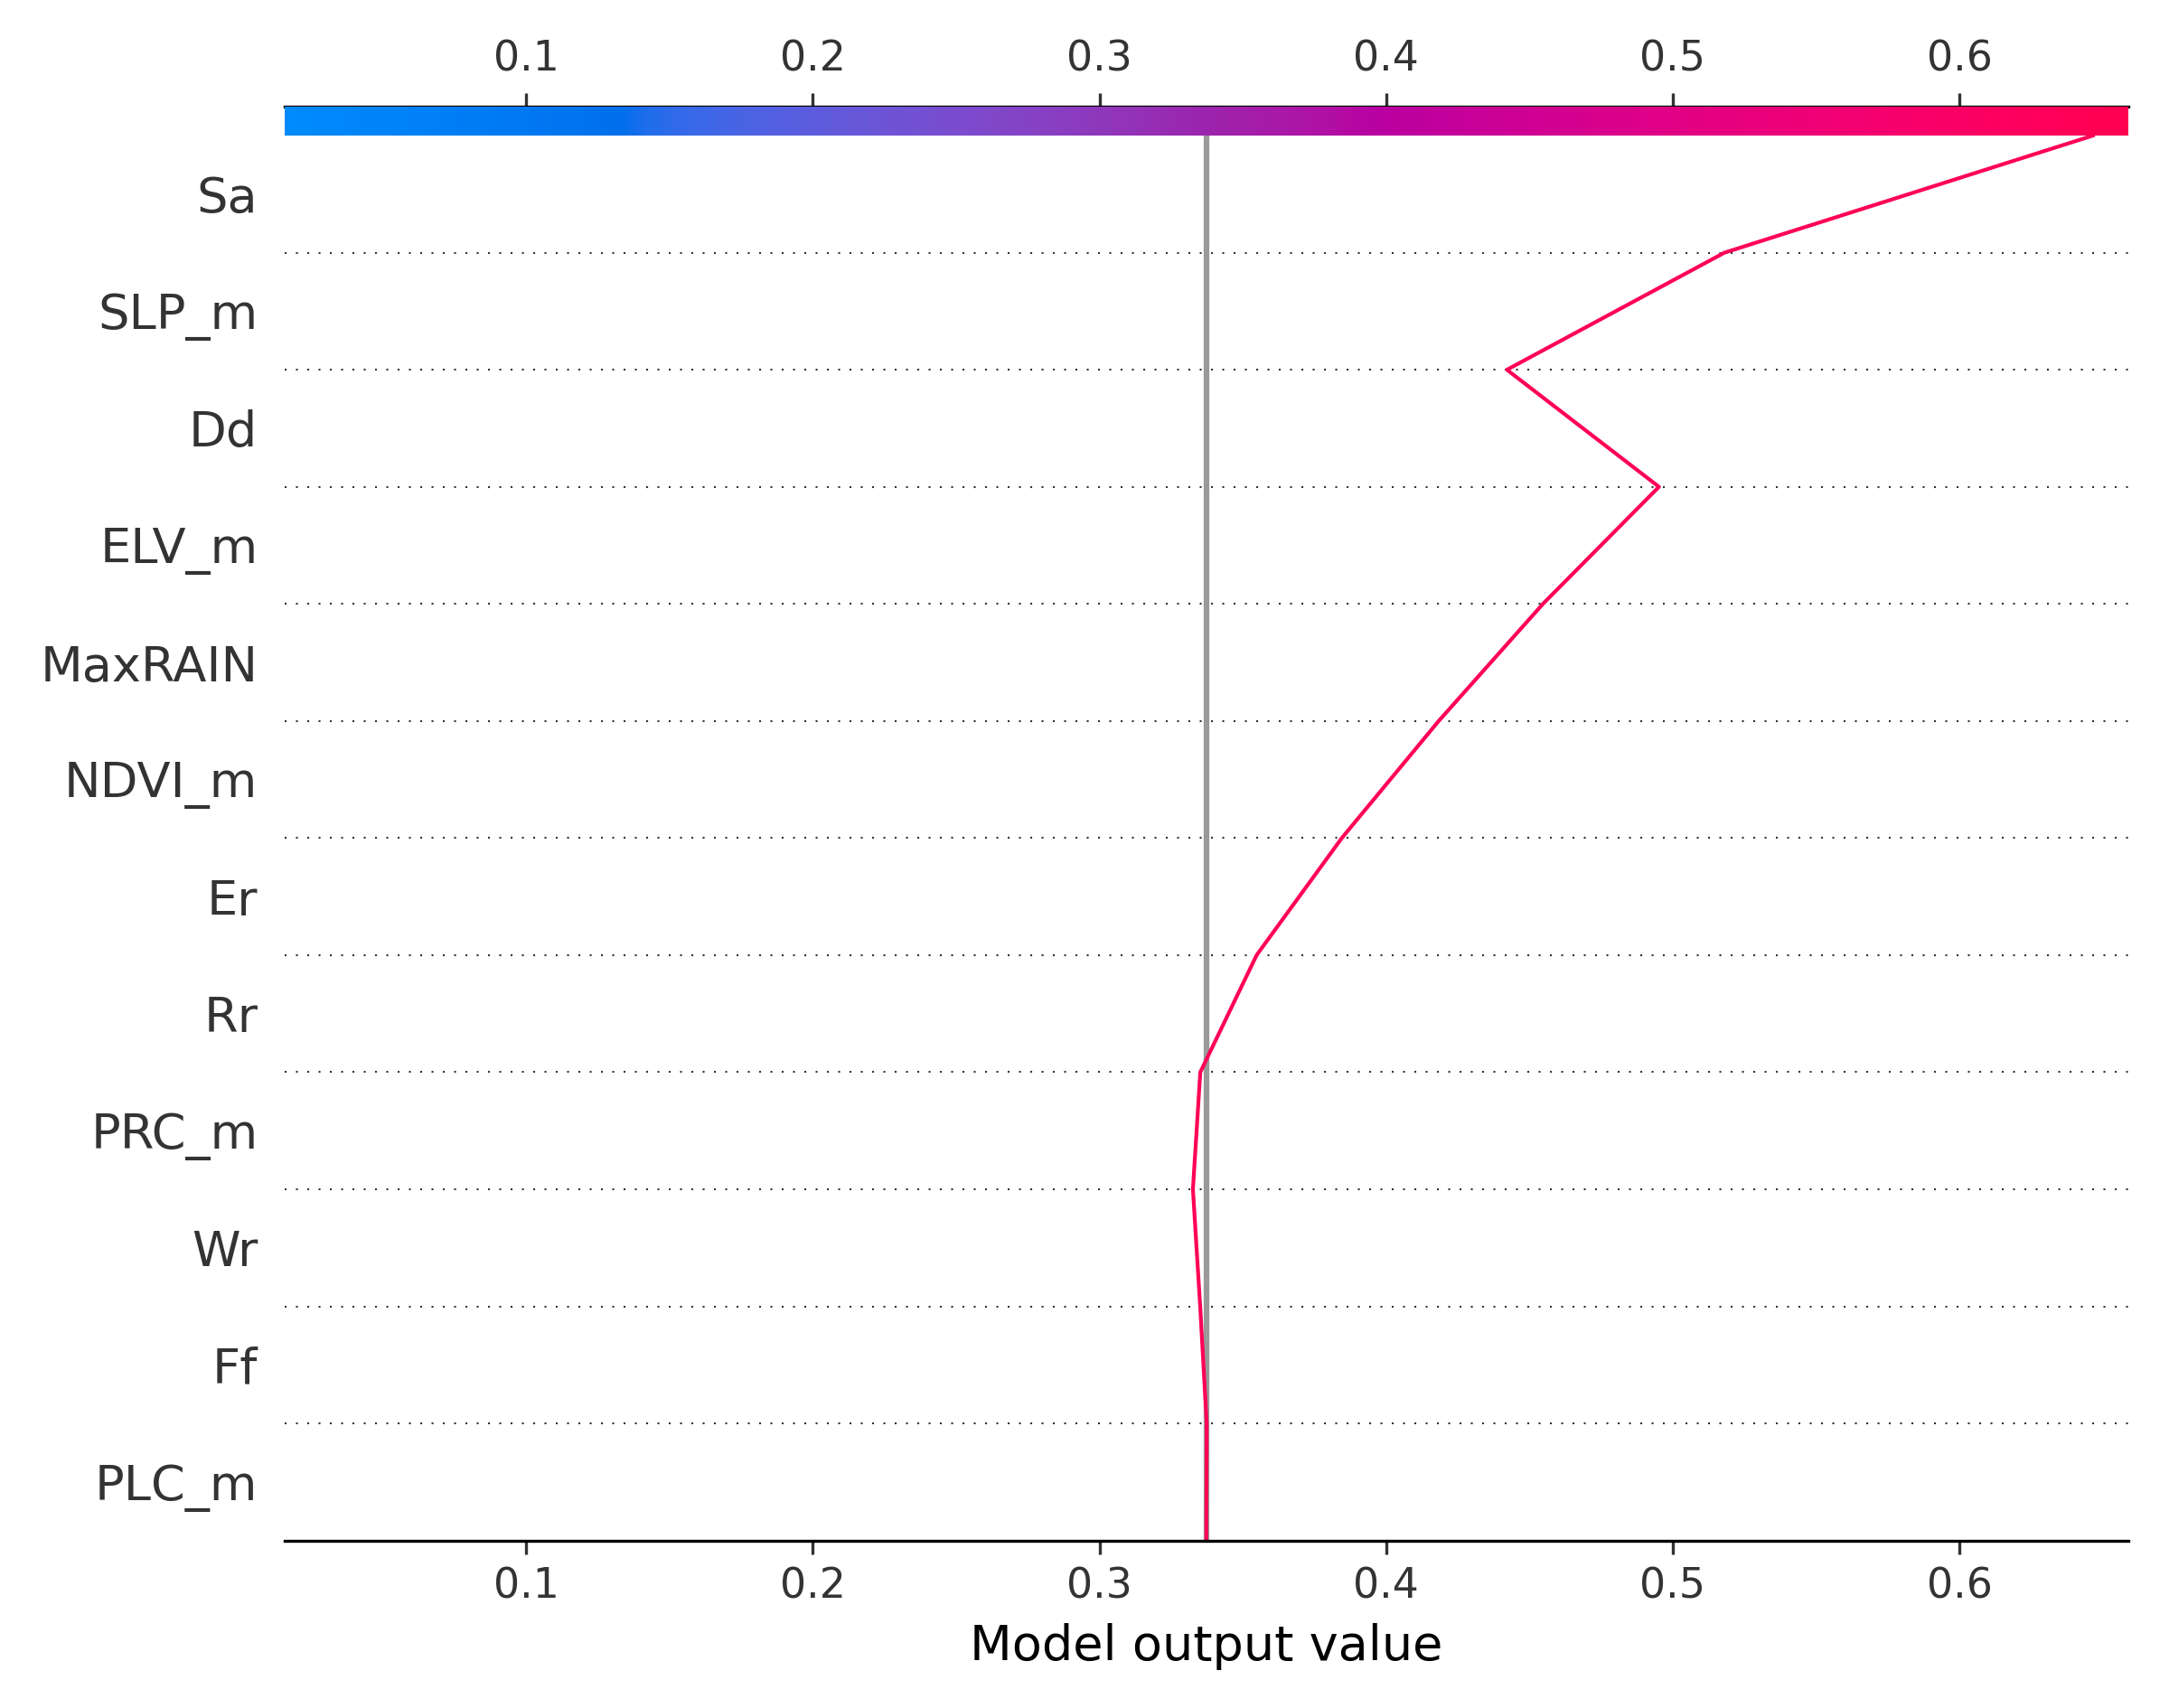 0.1 0.2 0.3 0.4 0.5 0.6
Sa
SLP_m
Dd
ELV_m
MaxRAIN
NDVI_m
Er
Rr
PRC_m
Wr
Ff
PLC_m
0.1 0.2 0.3 0.4 0.5 0.6
Model output value